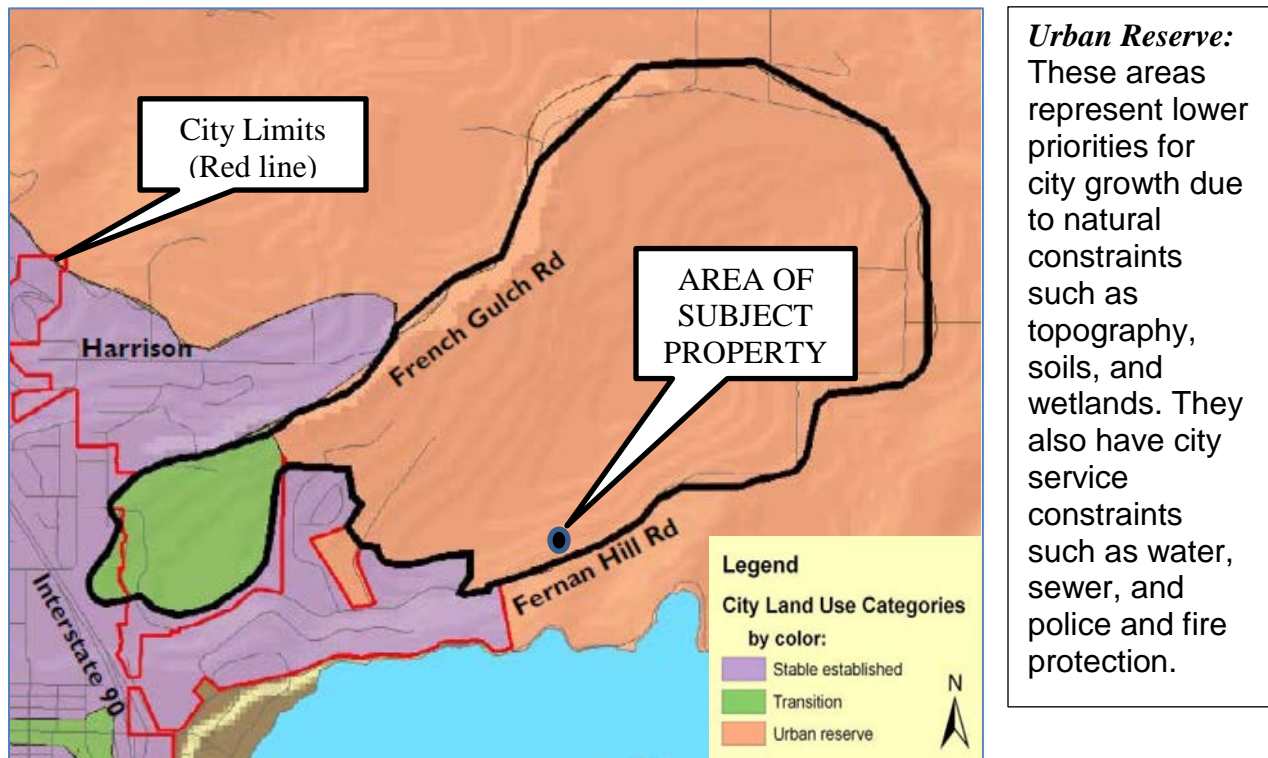 City Limits
(Red line)
Harrison
French Gulch Rd
AREA OF
SUBJECT
PROPERTY
Fernan Hill Rd
Interstate 90
Legend
City Land Use Categories
by color:
Stable established
Transition
Urban reserve
N
Urban Reserve:
These areas
represent lower
priorities for
city growth due
to natural
constraints
such as
topography,
soils, and
wetlands. They
also have city
service
constraints
such as water,
sewer, and
police and fire
protection.